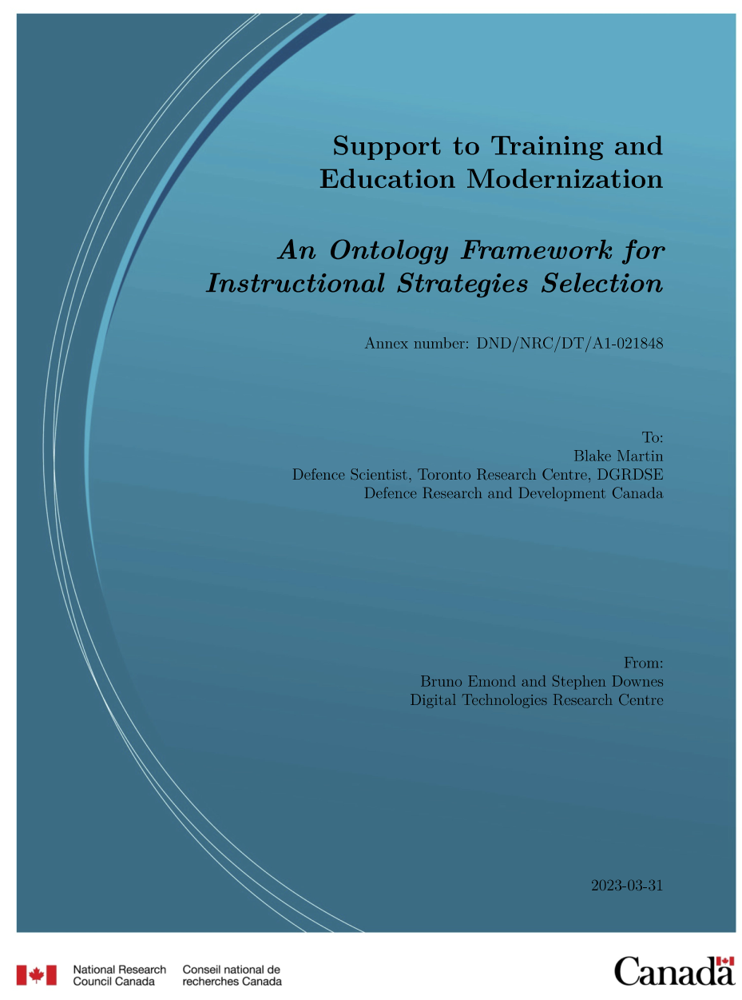 Support to Training and
Education Modernization
An Ontology Framework for
Instructional Strategies Selection
Annex number: DND/NRC/DT/A1-021848
To:
Blake Martin
Defence Scientist, Toronto Research Centre, DGRDSE
Defence Research and Development Canada
From:
Bruno Emond and Stephen Downes
Digital Technologies Research Centre
2023-03-31
National Research
Council Canada
Conseil national de
recherches Canada
Canada